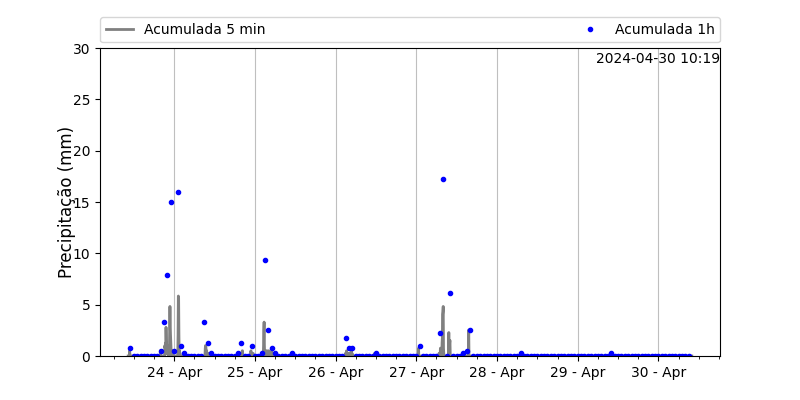 Acumulada 5 min
Acumulada 1h
2024-04-30 10:19
Precipitação (mm)
30
25
20
15
10
5
0
24 - Apr
25 - Apr
26 - Apr
27 - Apr
28 - Apr
29 - Apr
30 - Apr